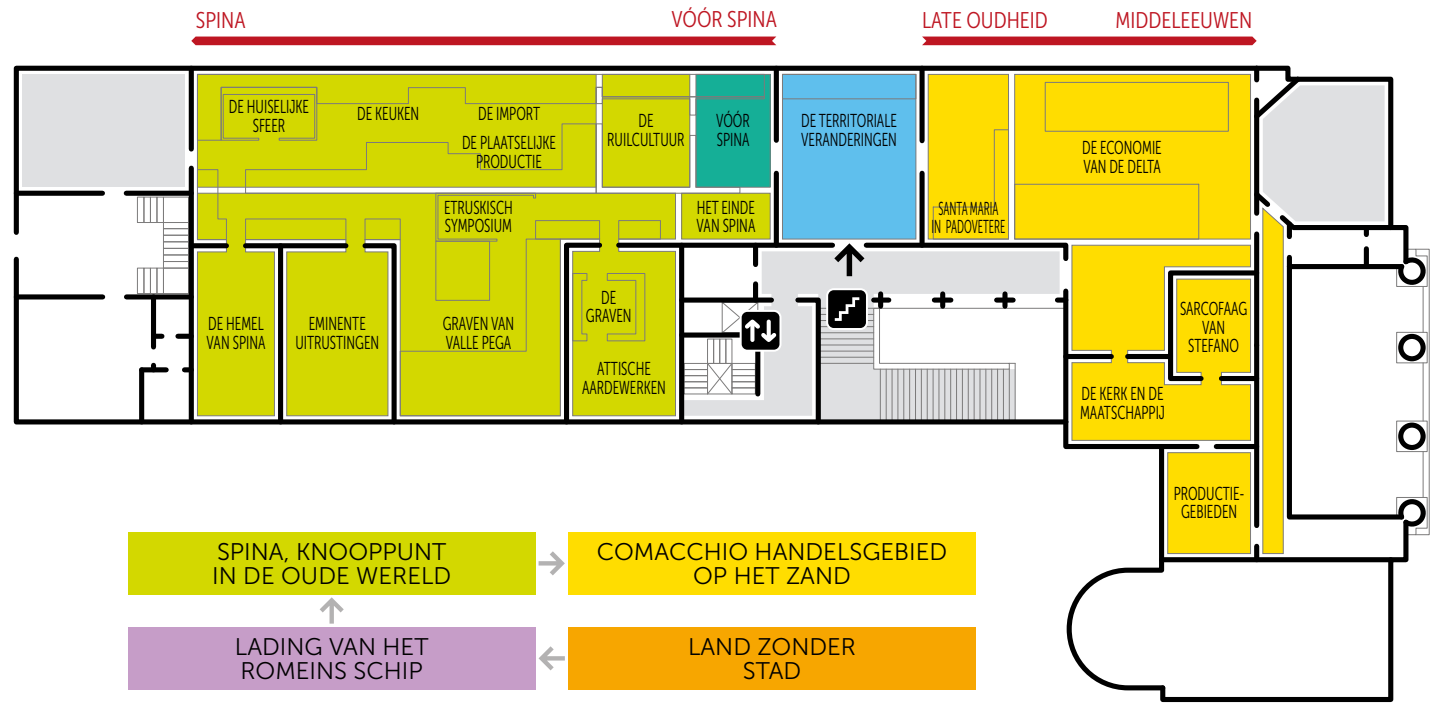 SPINA
VÓÓR SPINA
LATE OUDHEID
MIDDELEEUWEN
DE HUISELIJKE
SFEER
DE KEUKEN
DE IMPORT
DE PLAATSELIJKE
PRODUCTIE
DE
RUILCULTUUR
VÓÓR
SPINA
DE TERRITORIALE
VERANDERINGEN
DE ECONOMIE
VAN DE DELTA
SANTA MARIA
IN PADOVETERE
ETRUSKISCH
SYMPOSIUM
HET EINDE
VAN SPINA
DE HEMEL
VAN SPINA
EMINENTE
UITRUSTINGEN
GRAVEN VAN
VALLE PEGA
DE
GRAVEN
ATTISCHE
AARDEWERKEN
SARCOFAAG
VAN
STEFANO
DE KERK EN DE
MAATSCHAPPIJ
PRODUCTIE-
GEBIEDEN
SPINA, KNOOPPUNT
IN DE OUDE WERELD
COMACCHIO HANDELSGEBIED
OP HET ZAND
LADING VAN HET
ROMEINS SCHIP
LAND ZONDER
STAD